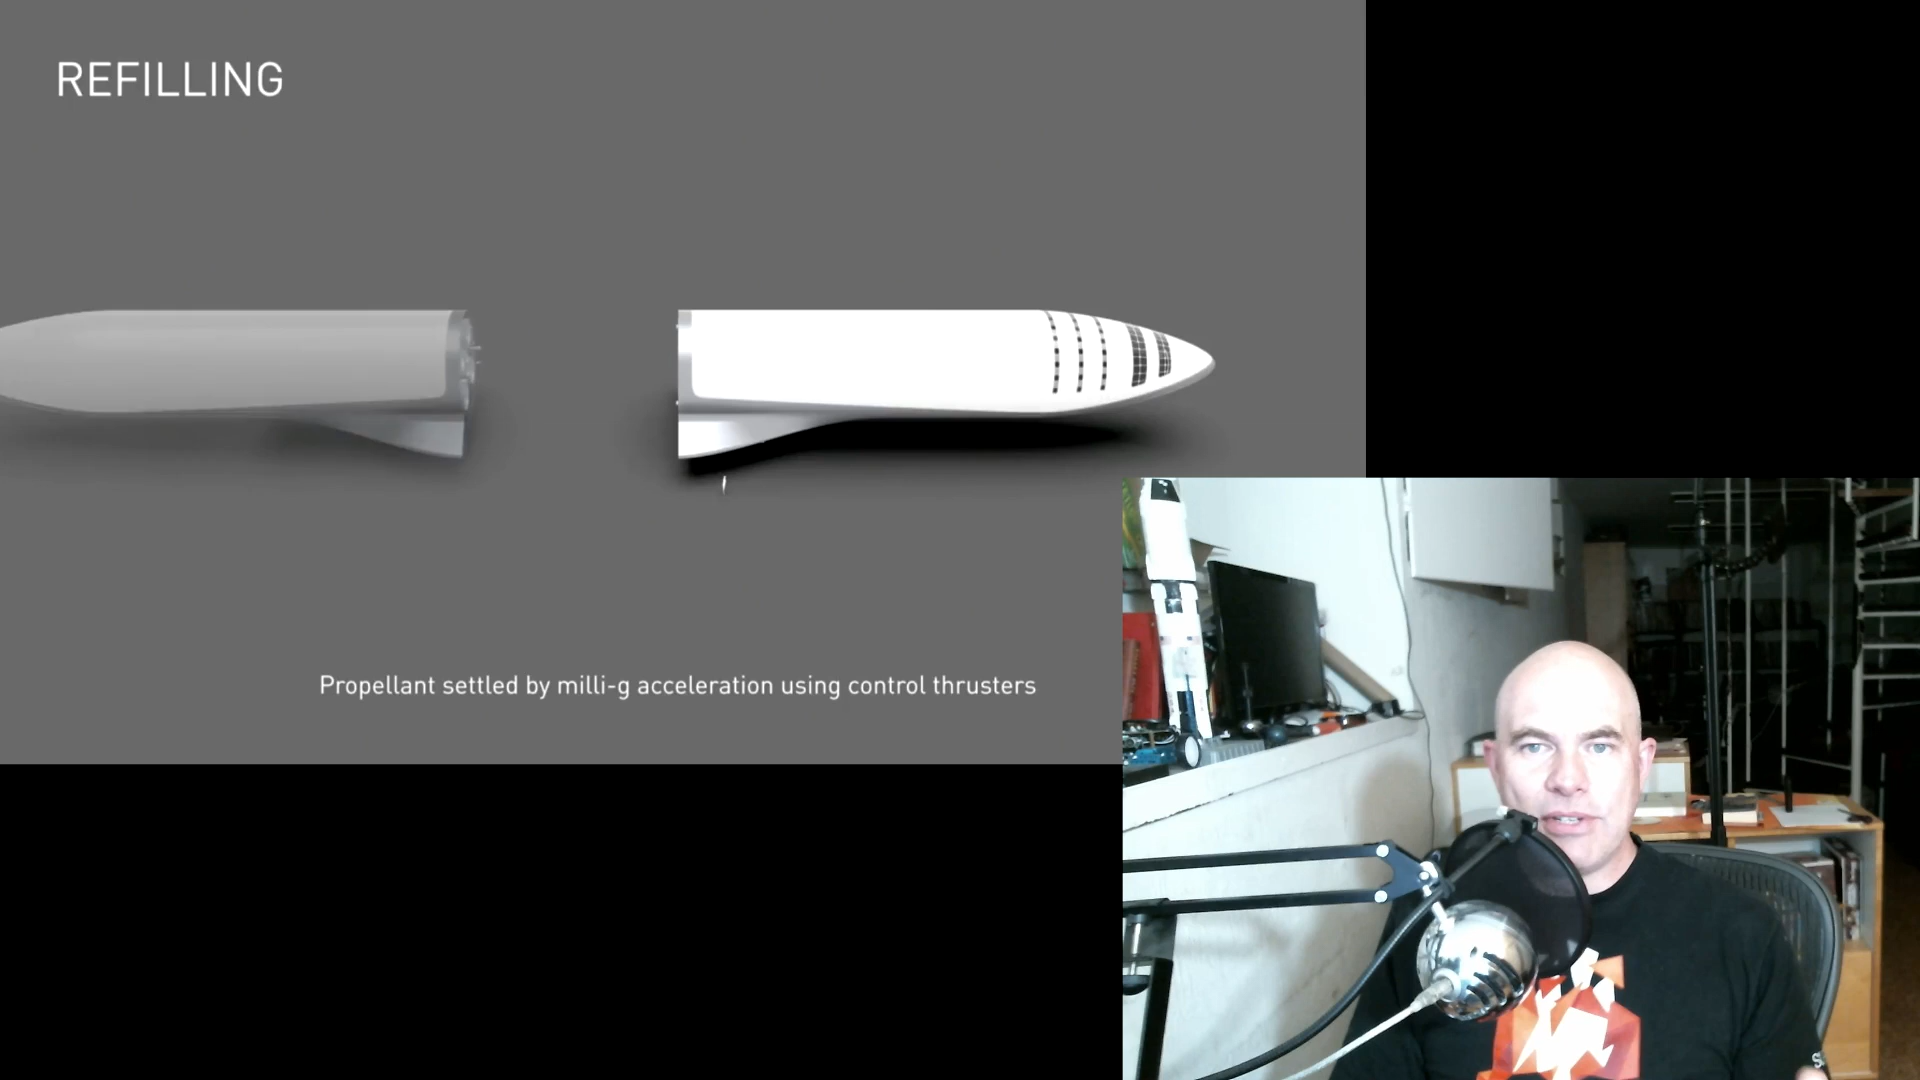 REFILLING
Propellant settled by milli-g acceleration using control thrusters